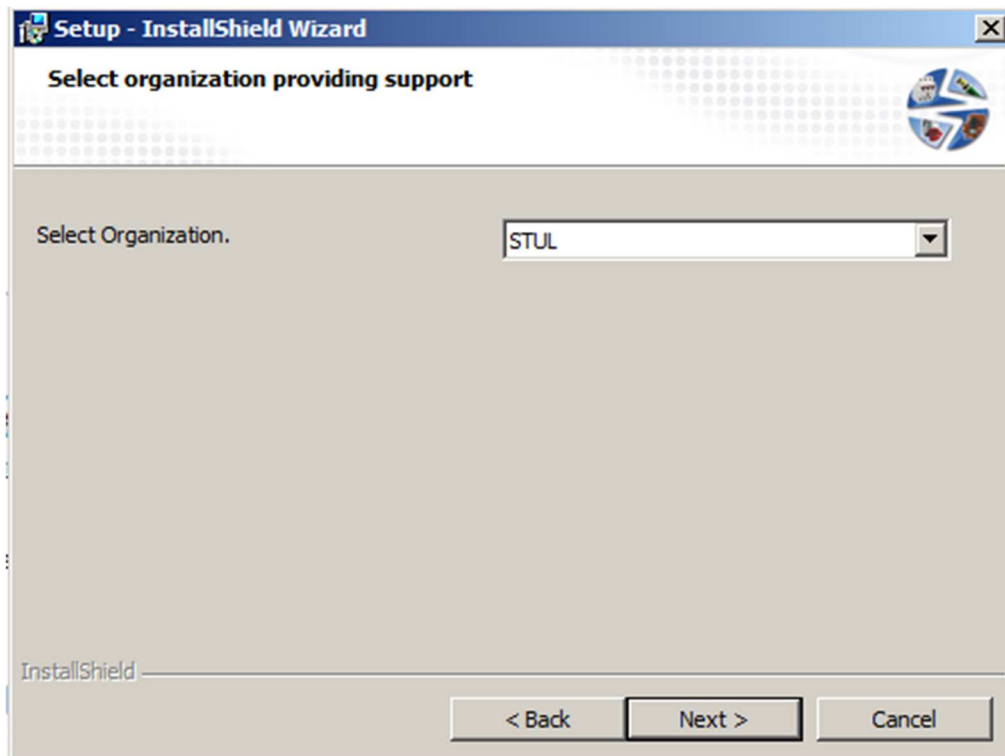 Setup - InstallShield Wizard
Select organization providing support
Select Organization.
STUL
InstallShield
< Back
Next >
Cancel